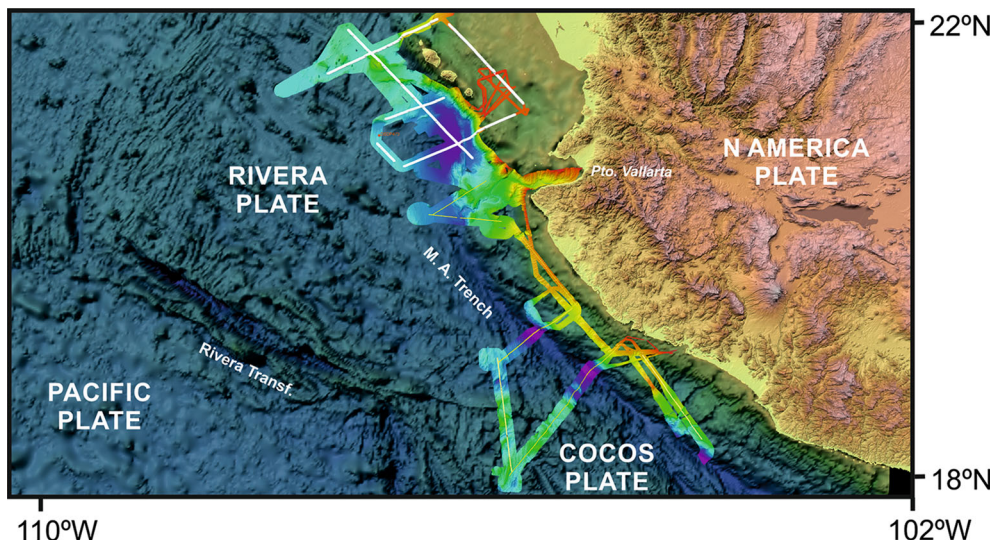 22ºN
N AMERICA
PLATE
Pto. Vallarta
RIVERA
PLATE
M. A. Trench
Rivera Transf.
PACIFIC
PLATE
COCOS
PLATE
18ºN
110ºW
102ºW